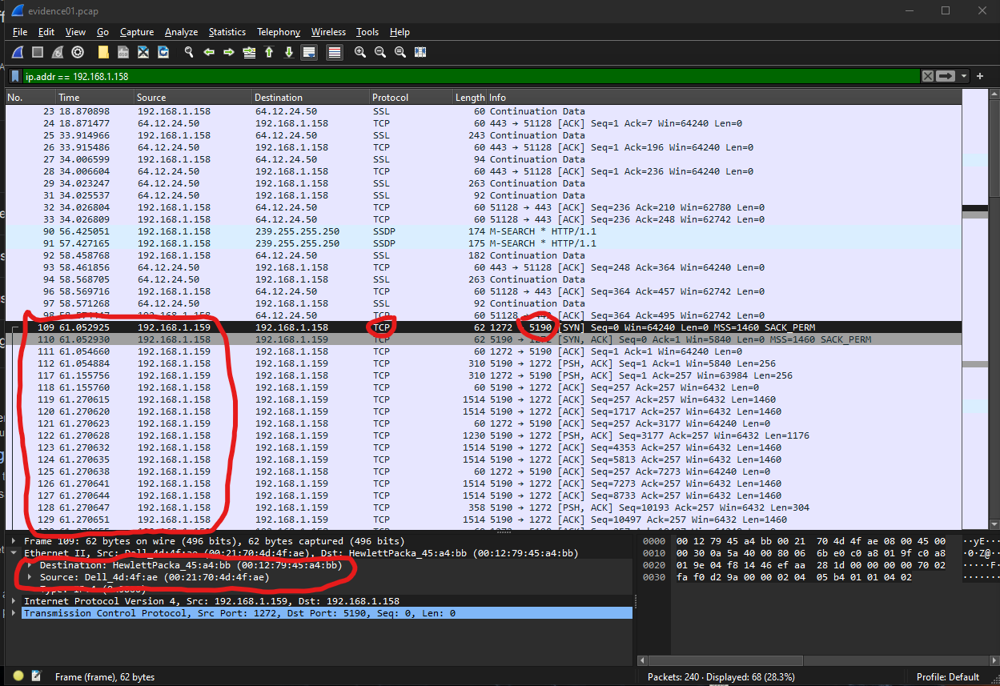 evidence01.pcap
File Edit View Go Capture Analyze Statistics Telephony Wireless Tools Help
ip.addr == 192.168.1.158
No. Time Source Destination Protocol Length Info
23 18.870898 192.168.1.158 64.12.24.50 SSL 60 Continuation Data
24 18.871477 64.12.24.50 192.168.1.158 TCP 60 443 → 51128 [ACK] Seq=1 Ack=7 Win=64240 Len=0
25 33.914966 192.168.1.158 64.12.24.50 SSL 243 Continuation Data
26 33.915486 64.12.24.50 192.168.1.158 TCP 60 443 → 51128 [ACK] Seq=1 Ack=196 Win=64240 Len=0
27 34.006599 192.168.1.158 64.12.24.50 SSL 94 Continuation Data
28 34.006604 64.12.24.50 192.168.1.158 TCP 60 443 → 51128 [ACK] Seq=1 Ack=236 Win=64240 Len=0
29 34.023247 64.12.24.50 192.168.1.158 SSL 263 Continuation Data
31 34.025537 64.12.24.50 192.168.1.158 SSL 92 Continuation Data
32 34.026804 192.168.1.158 64.12.24.50 TCP 60 51128 → 443 [ACK] Seq=236 Ack=210 Win=62780 Len=0
33 34.026809 192.168.1.158 64.12.24.50 TCP 60 51128 → 443 [ACK] Seq=236 Ack=248 Win=62742 Len=0
90 56.425051 192.168.1.158 239.255.255.250 SSDP 174 M-SEARCH * HTTP/1.1
91 57.427165 192.168.1.158 239.255.255.250 SSDP 175 M-SEARCH * HTTP/1.1
92 58.458768 192.168.1.158 64.12.24.50 SSL 182 Continuation Data
93 58.461856 64.12.24.50 192.168.1.158 TCP 60 443 → 51128 [ACK] Seq=248 Ack=364 Win=64240 Len=0
94 58.568705 64.12.24.50 192.168.1.158 SSL 263 Continuation Data
96 58.569716 192.168.1.158 64.12.24.50 TCP 60 51128 → 443 [ACK] Seq=364 Ack=457 Win=62742 Len=0
97 58.571268 64.12.24.50 192.168.1.158 SSL 92 Continuation Data
98 192.168.1.158 64.12.24.50 TCP 60 51128 [ACK] Seq=364 Ack=495 Win=62742 Len=0
109 61.052925 192.168.1.159 192.168.1.158 TCP 62 1272 5190 [SYN] Seq=0 Win=64240 Len=0 MSS=1460 SACK_PERM
110 61.052930 192.168.1.158 192.168.1.159 TCP 62 5190 → 1272 [SYN, ACK] Seq=0 Ack=1 Win=5840 Len=0 MSS=1460 SACK_PERM
111 61.054660 192.168.1.159 192.168.1.158 TCP 60 1272 → 5190 [ACK] Seq=1 Ack=1 Win=64240 Len=0
112 61.054884 192.168.1.158 192.168.1.159 TCP 310 5190 → 1272 [PSH, ACK] Seq=1 Ack=1 Win=5840 Len=256
117 61.155756 192.168.1.159 192.168.1.158 TCP 310 1272 → 5190 [PSH, ACK] Seq=1 Ack=257 Win=63984 Len=256
118 61.155760 192.168.1.158 192.168.1.159 TCP 60 5190 → 1272 [ACK] Seq=257 Ack=257 Win=6432 Len=0
119 61.270615 192.168.1.158 192.168.1.159 TCP 1514 5190 → 1272 [ACK] Seq=257 Ack=257 Win=6432 Len=1460
120 61.270620 192.168.1.158 192.168.1.159 TCP 1514 5190 → 1272 [ACK] Seq=1717 Ack=257 Win=6432 Len=1460
121 61.270623 192.168.1.159 192.168.1.158 TCP 60 1272 → 5190 [ACK] Seq=257 Ack=3177 Win=64240 Len=0
122 61.270628 192.168.1.158 192.168.1.159 TCP 1230 5190 → 1272 [PSH, ACK] Seq=3177 Ack=257 Win=6432 Len=1176
123 61.270632 192.168.1.158 192.168.1.159 TCP 1514 5190 → 1272 [ACK] Seq=4353 Ack=257 Win=6432 Len=1460
124 61.270635 192.168.1.158 192.168.1.159 TCP 1514 5190 → 1272 [ACK] Seq=5813 Ack=257 Win=6432 Len=1460
125 61.270638 192.168.1.159 192.168.1.158 TCP 60 1272 → 5190 [ACK] Seq=257 Ack=7273 Win=64240 Len=0
126 61.270641 192.168.1.158 192.168.1.159 TCP 1514 5190 → 1272 [ACK] Seq=7273 Ack=257 Win=6432 Len=1460
127 61.270644 192.168.1.158 192.168.1.159 TCP 1514 5190 → 1272 [ACK] Seq=8733 Ack=257 Win=6432 Len=1460
128 61.270647 192.168.1.158 192.168.1.159 TCP 358 5190 → 1272 [PSH, ACK] Seq=10193 Ack=257 Win=6432 Len=304
129 61.270651 192.168.1.158 192.168.1.159 TCP 1514 5190 → 1272 [ACK] Seq=10497 Ack=257 Win=6432 Len=1460
Frame 109: 62 bytes on wire (496 bits), 62 bytes captured (496 bits)
Ethernet II, Src: Dell_4d:4f:ae (00:21:70:4d:4f:ae), Dst: HewlettPacka_45:a4:bb (00:12:79:45:a4:bb)
Destination: HewlettPacka_45:a4:bb (00:12:79:45:a4:bb)
Source: Dell_4d:4f:ae (00:21:70:4d:4f:ae)
Internet Protocol Version 4, Src: 192.168.1.159, Dst: 192.168.1.158
Transmission Control Protocol, Src Port: 1272, Dst Port: 5190, Seq: 0, Len: 0
0000 00 12 79 45 a4 bb 00 21 70 4d 4f ae 08 00 45 00 ··yE···
0010 00 30 0a 5a 40 00 80 06 6b e0 c0 a8 01 9f c0 a8 ·0·Z@··
0020 01 9e 04 f8 14 46 ef aa 28 1d 00 00 00 00 70 02 ·····F·
0030 fa f0 d2 9a 00 00 02 04 05 b4 01 01 04 02 ·······
Frame (frame), 62 bytes
Packets: 240 · Displayed: 68 (28.3%)
Profile: Default